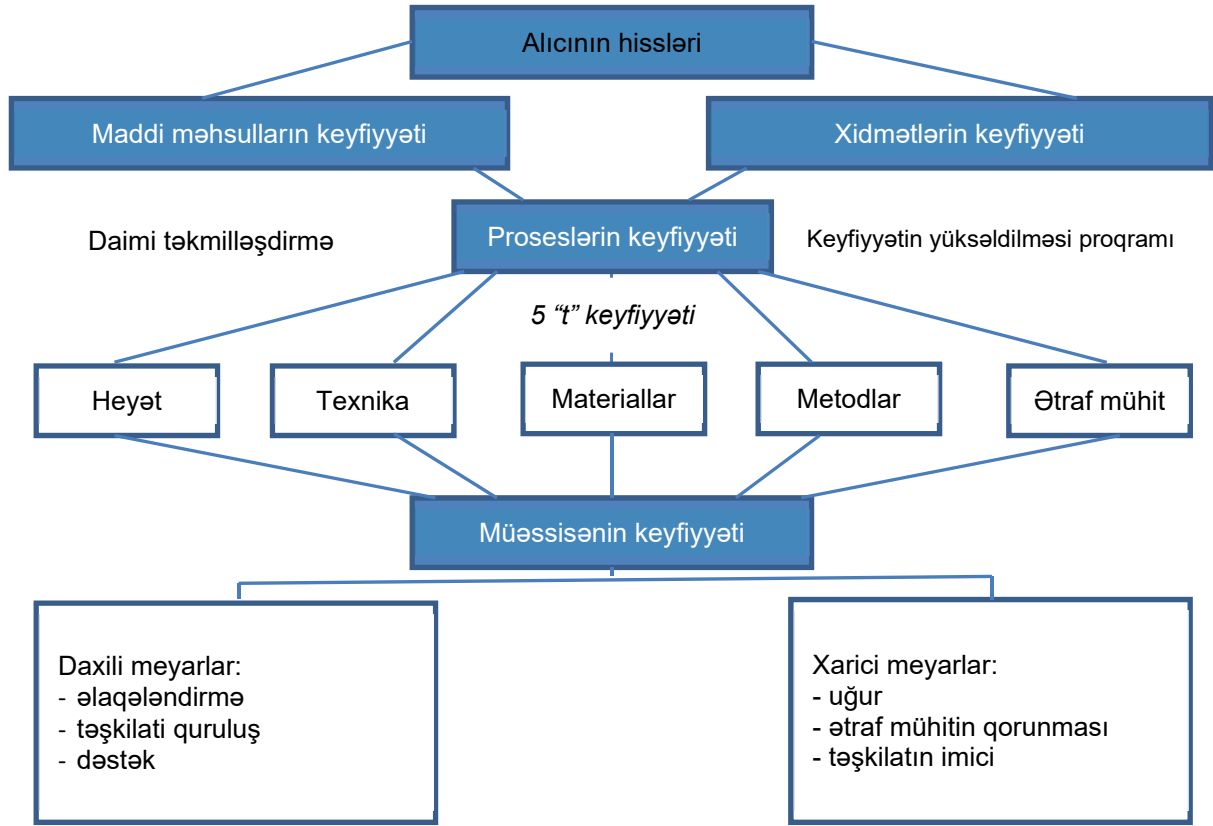 Alıcının hissləri
Maddi məhsulların keyfiyyəti
Xidmətlərin keyfiyyəti
Daimi təkmilləşdirmə
Proseslərin keyfiyyəti
Keyfiyyətin yüksəldilməsi proqramı
5 “t” keyfiyyəti
Heyət
Texnika
Materiallar
Metodlar
Ətraf mühit
Müəssisənin keyfiyyəti
Daxili meyarlar:
- əlaqələndirmə
- təşkilati quruluş
- dəstək
Xarici meyarlar:
- uğur
- ətraf mühitin qorunması
- təşkilatın imici